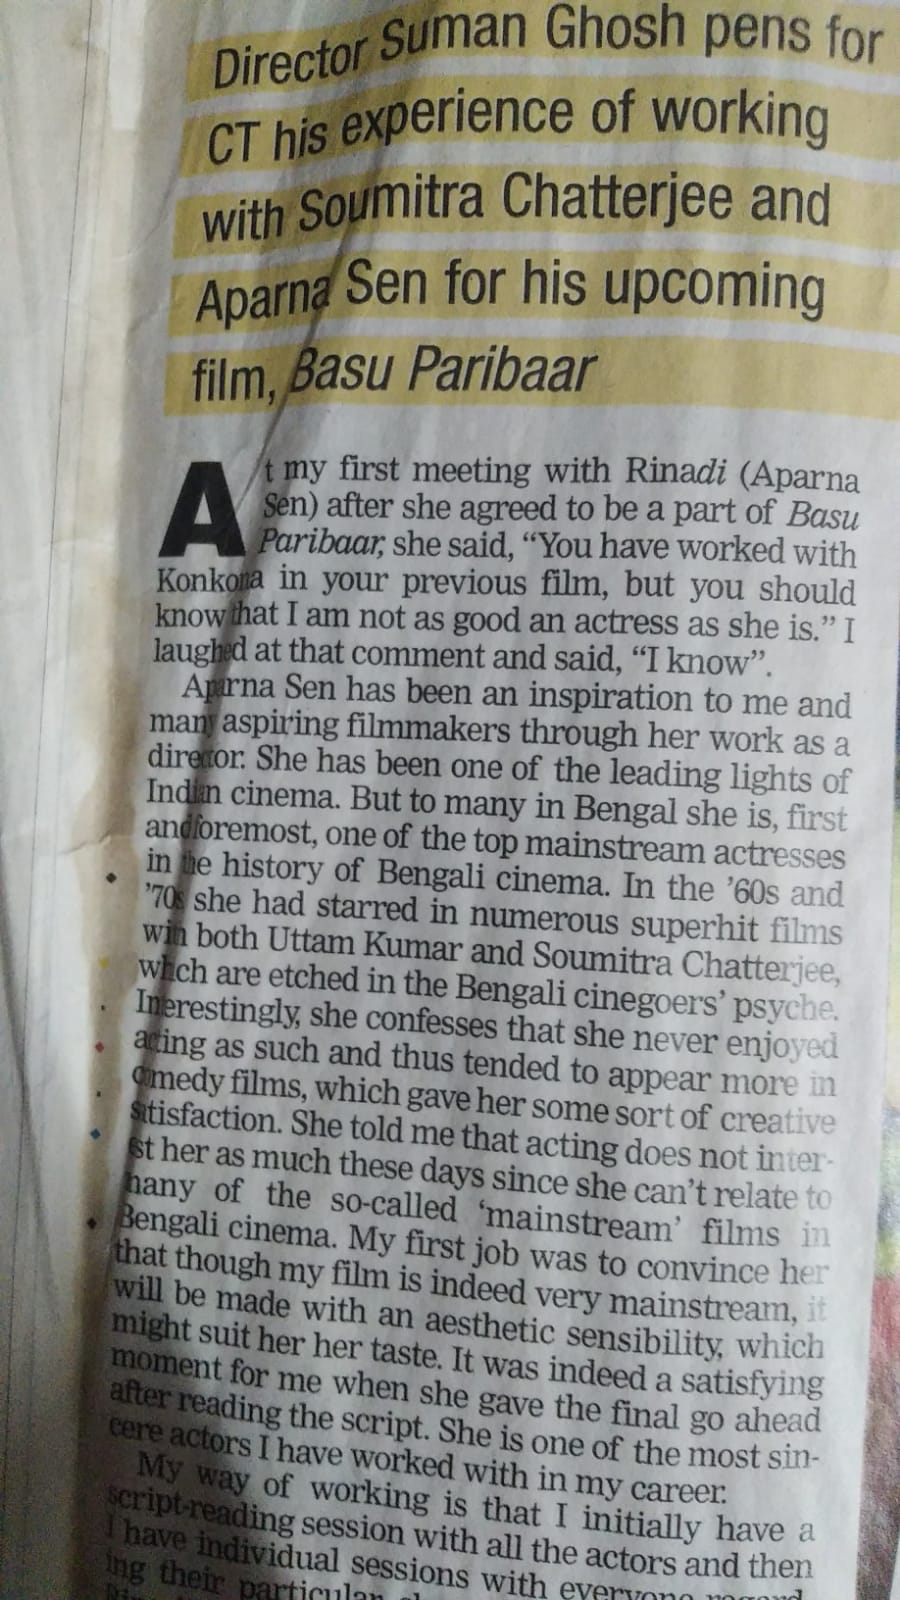 Director Suman Ghosh pens for
CT his experience of working
with Soumitra Chatterjee and
Aparna Sen for his upcoming
film, Basu Paribaar
At my first meeting with Rinadi (Aparna
Sen) after she agreed to be a part of Basu
Paribaar, she said, “You have worked with
Konkona in your previous film, but you should
know that I am not as good an actress as she is.” I
laughed at that comment and said, “I know”.
Aparna Sen has been an inspiration to me and
many aspiring filmmakers through her work as a
director. She has been one of the leading lights of
Indian cinema. But to many in Bengal she is, first
and foremost, one of the top mainstream actresses
in the history of Bengali cinema. In the ’60s and
’70s she had starred in numerous superhit films
with both Uttam Kumar and Soumitra Chatterjee,
which are etched in the Bengali cinegoers’ psyche.
Interestingly, she confesses that she never enjoyed
acting as such and thus tended to appear more in
comedy films, which gave her some sort of creative
satisfaction. She told me that acting does not inter-
est her as much these days since she can’t relate to
many of the so-called ‘mainstream’ films in
Bengali cinema. My first job was to convince her
that though my film is indeed very mainstream, it
will be made with an aesthetic sensibility, which
might suit her her taste. It was indeed a satisfying
moment for me when she gave the final go ahead
after reading the script. She is one of the most sin-
cere actors I have worked with in my career.
My way of working is that I initially have a
script-reading session with all the actors and then
I have individual sessions with everyone regard-
ing their particular